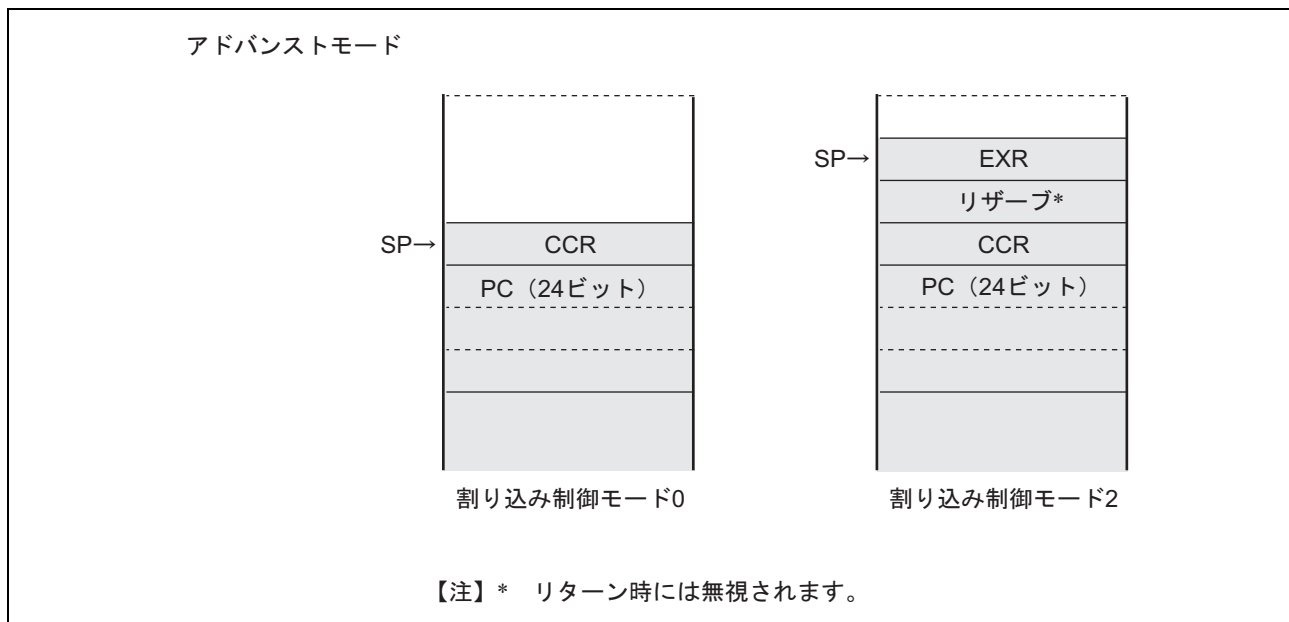 アドバンストモード
SP→
CCR
PC（24ビット）
割り込み制御モード0
SP→
EXR
リザーブ*
CCR
PC（24ビット）
割り込み制御モード2
【注】* リターン時には無視されます。